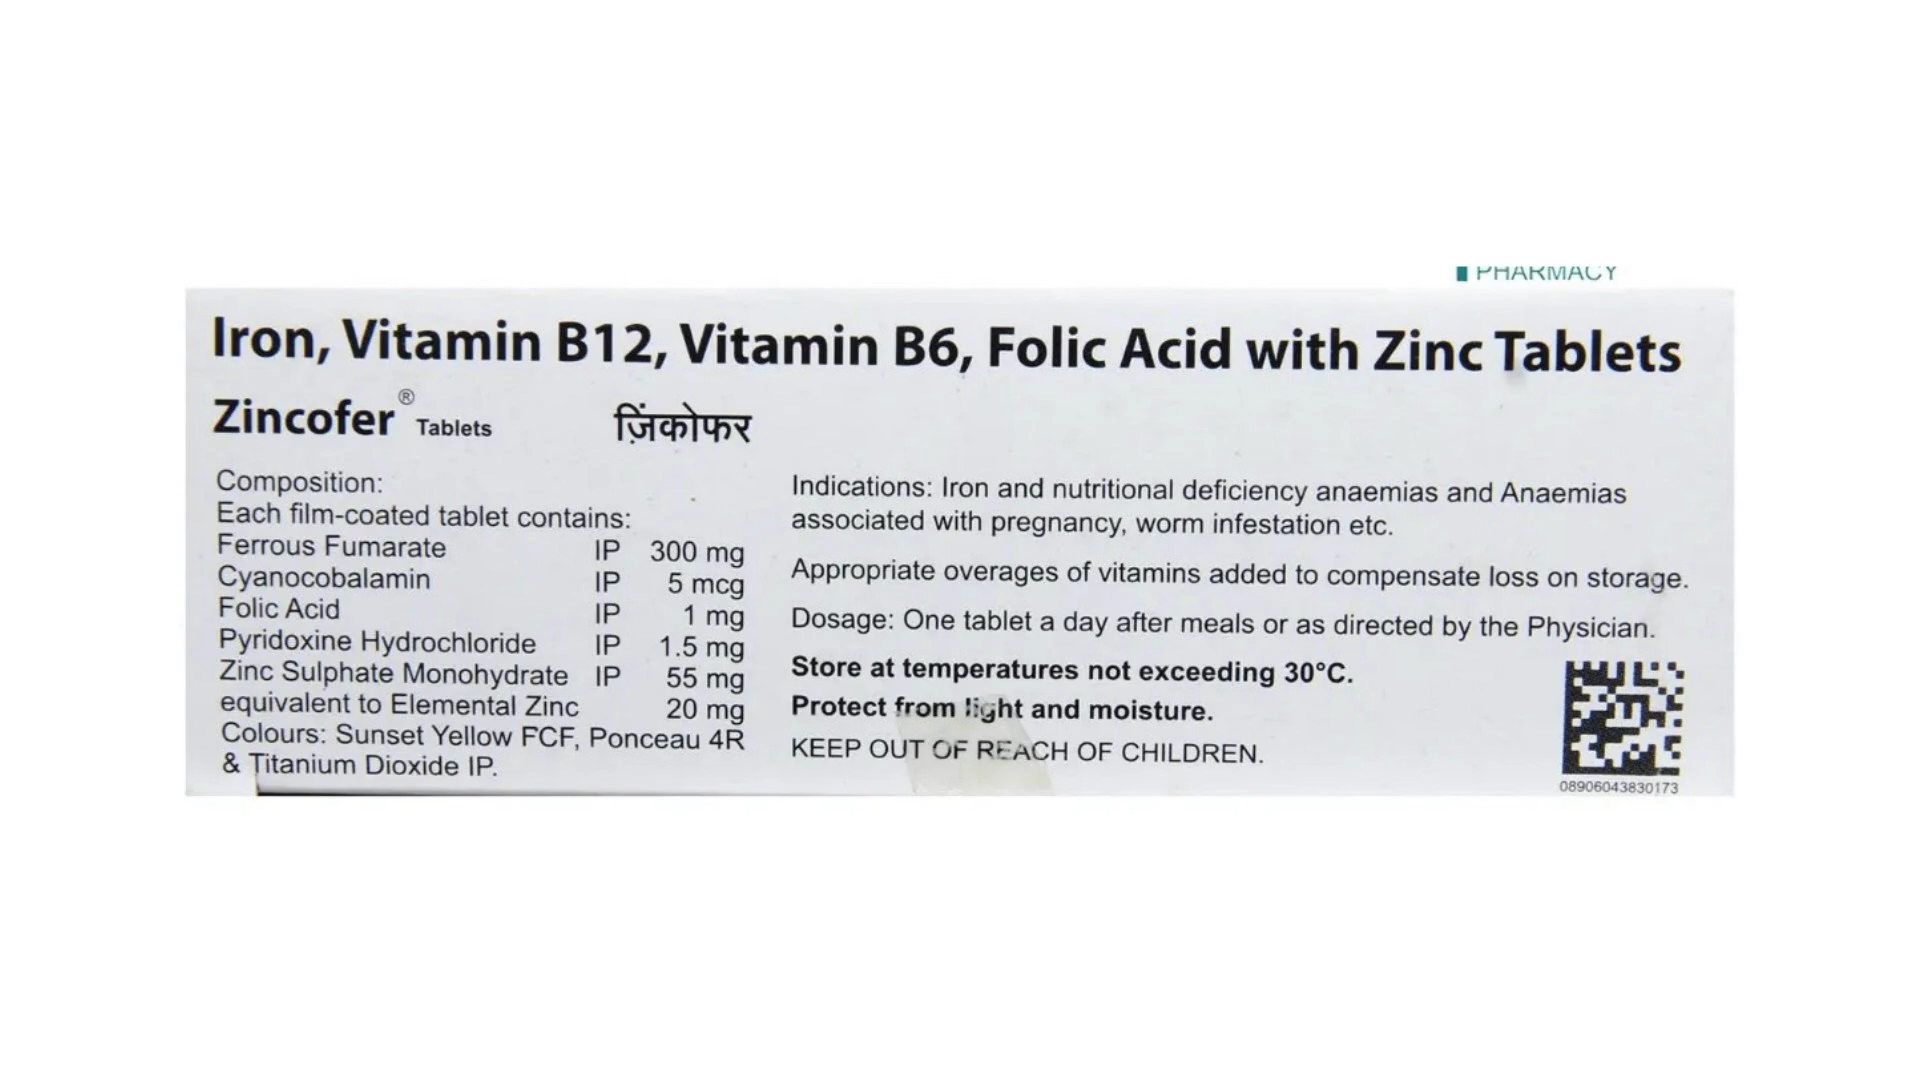 PHARMACY
Iron, Vitamin B12, Vitamin B6, Folic Acid with Zinc Tablets
Zincofer® Tablets ज़िंकोफर
Composition:
Each film-coated tablet contains:
Ferrous Fumarate IP 300 mg
Cyanocobalamin IP 5 mcg
Folic Acid IP 1 mg
Pyridoxine Hydrochloride IP 1.5 mg
Zinc Sulphate Monohydrate IP 55 mg
equivalent to Elemental Zinc 20 mg
Colours: Sunset Yellow FCF, Ponceau 4R
& Titanium Dioxide IP.
Indications: Iron and nutritional deficiency anaemias and Anaemias
associated with pregnancy, worm infestation etc.
Appropriate overages of vitamins added to compensate loss on storage.
Dosage: One tablet a day after meals or as directed by the Physician.
Store at temperatures not exceeding 30°C.
Protect from light and moisture.
KEEP OUT OF REACH OF CHILDREN.
08906043830173